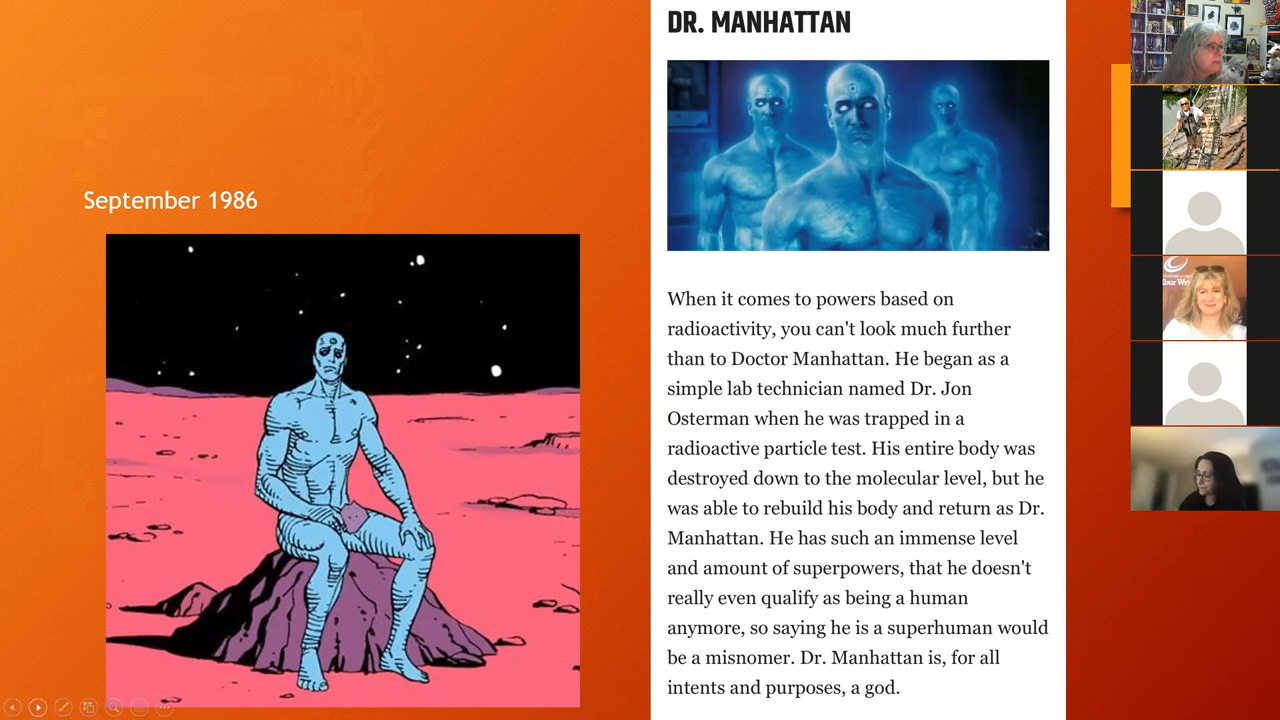 DR. MANHATTAN
September 1986
When it comes to powers based on
radioactivity, you can't look much further
than to Doctor Manhattan. He began as a
simple lab technician named Dr. Jon
Osterman when he was trapped in a
radioactive particle test. His entire body was
destroyed down to the molecular level, but he
was able to rebuild his body and return as Dr.
Manhattan. He has such an immense level
and amount of superpowers, that he doesn't
really even qualify as being a human
anymore, so saying he is a superhuman would
be a misnomer. Dr. Manhattan is, for all
intents and purposes, a god.